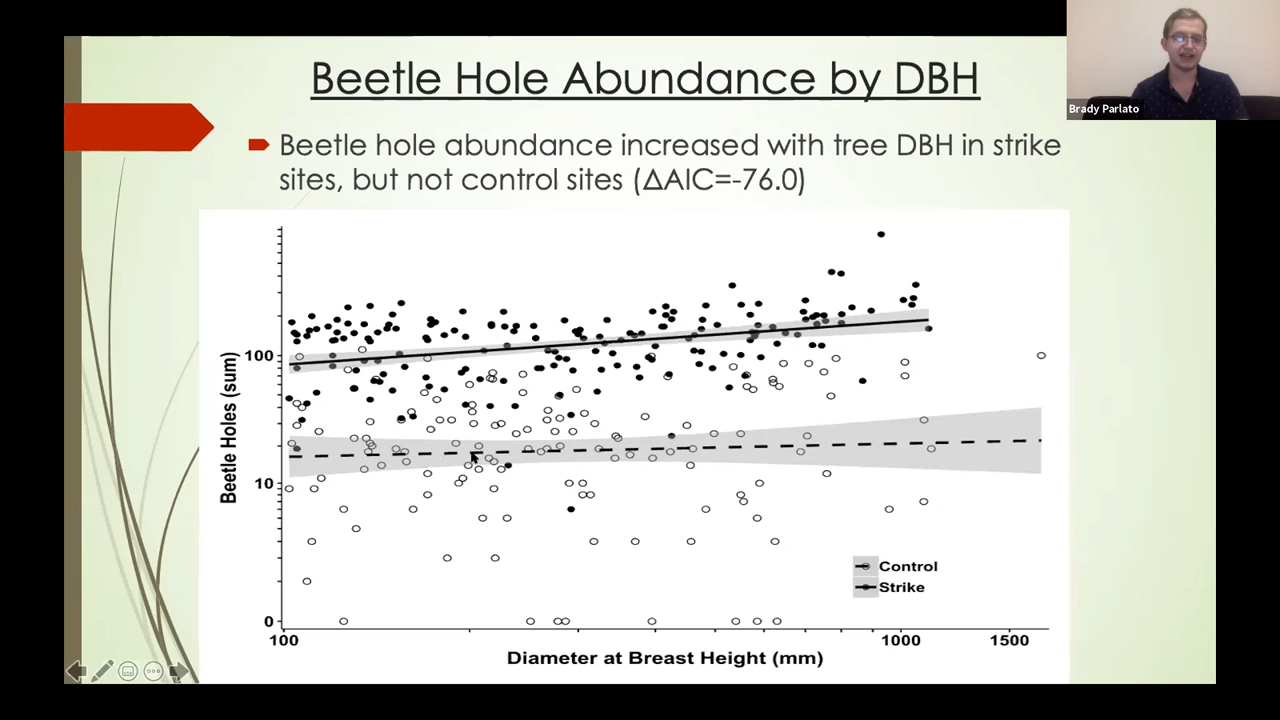 Beetle Hole Abundance by DBH
Brady Parlato
Beetle hole abundance increased with tree DBH in strike
sites, but not control sites (ΔAIC=-76.0)
Beetle Holes (sum)
100
10
0
100
1000
1500
Diameter at Breast Height (mm)
Control
Strike